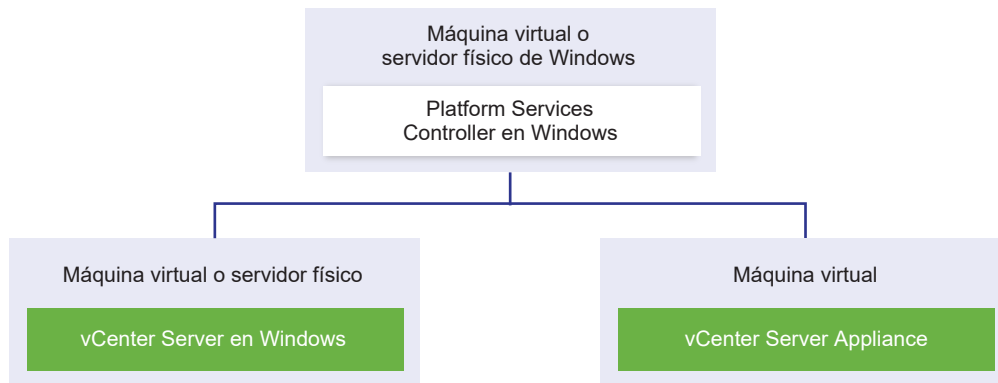 Máquina virtual o
servidor físico de Windows
Platform Services
Controller en Windows
Máquina virtual o servidor físico
vCenter Server en Windows
Máquina virtual
vCenter Server Appliance